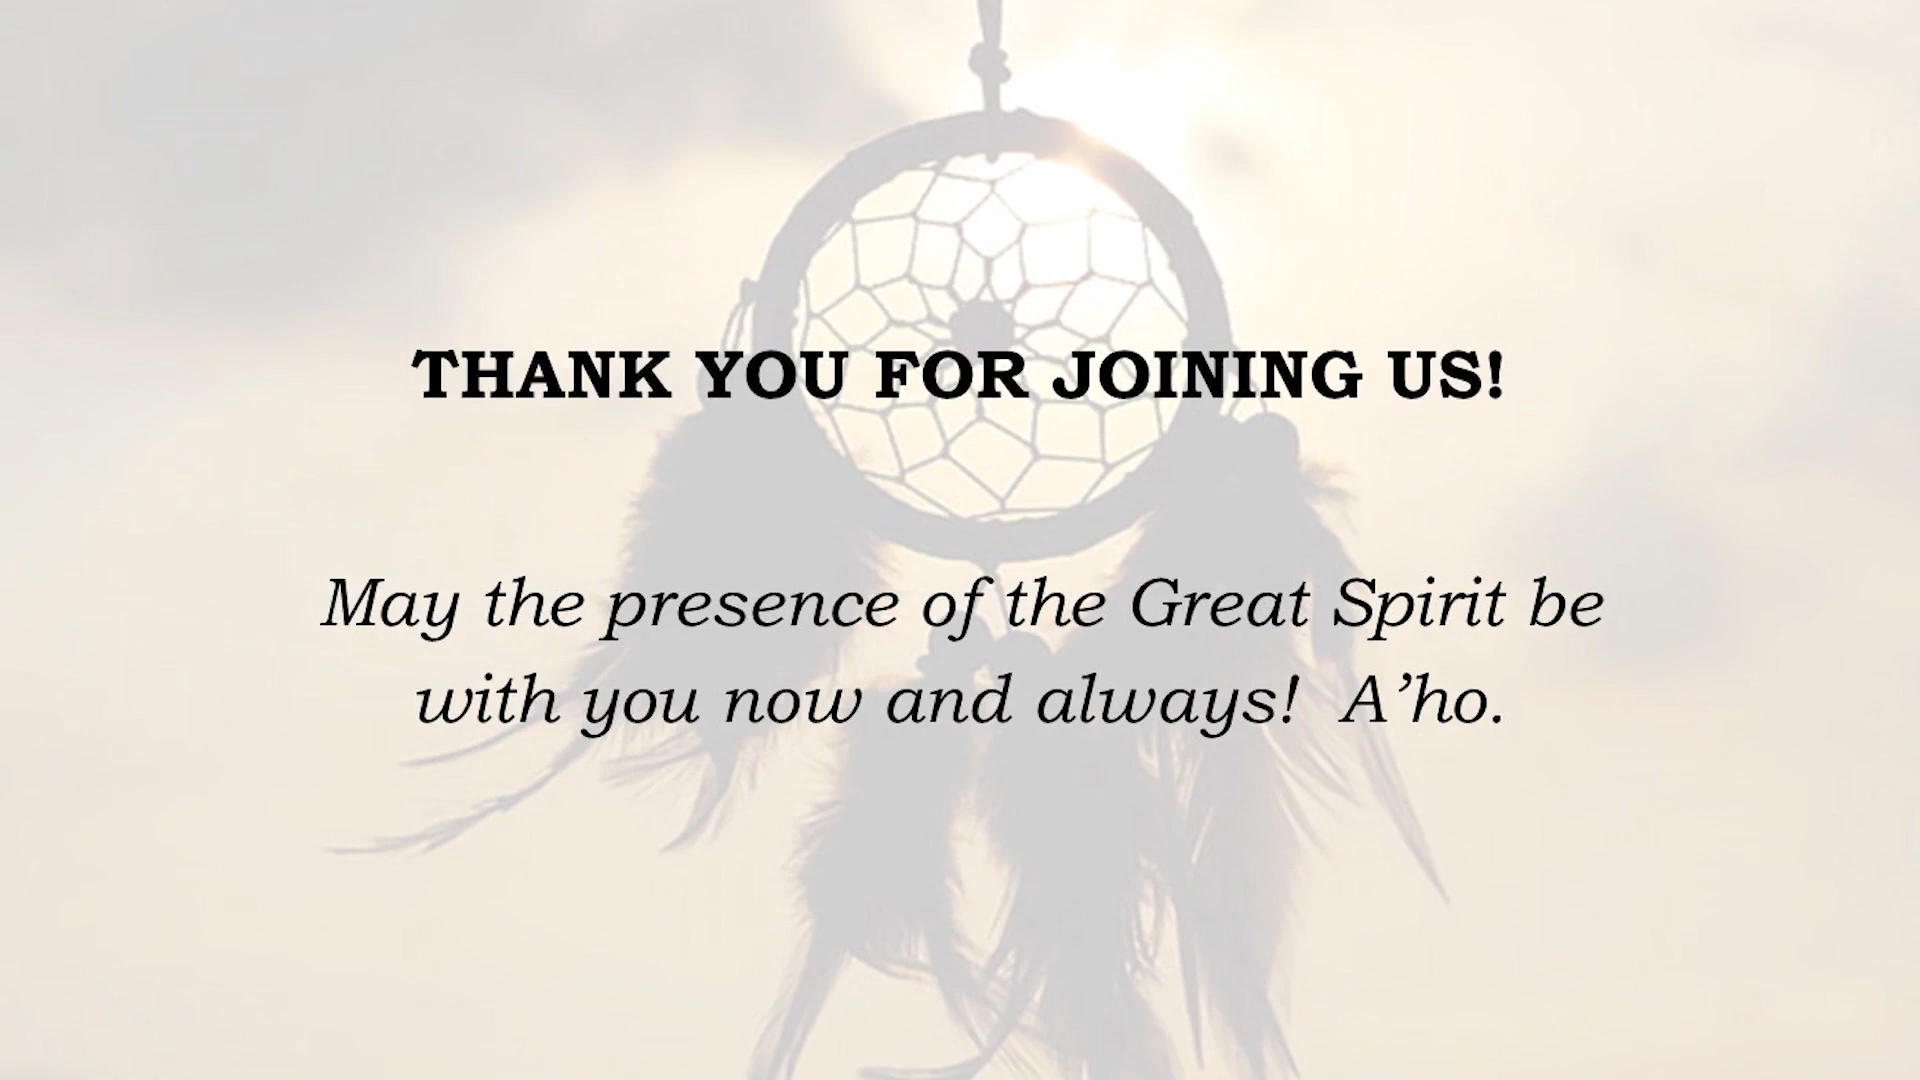 THANK YOU FOR JOINING US!
May the presence of the Great Spirit be
with you now and always!  A’ho.